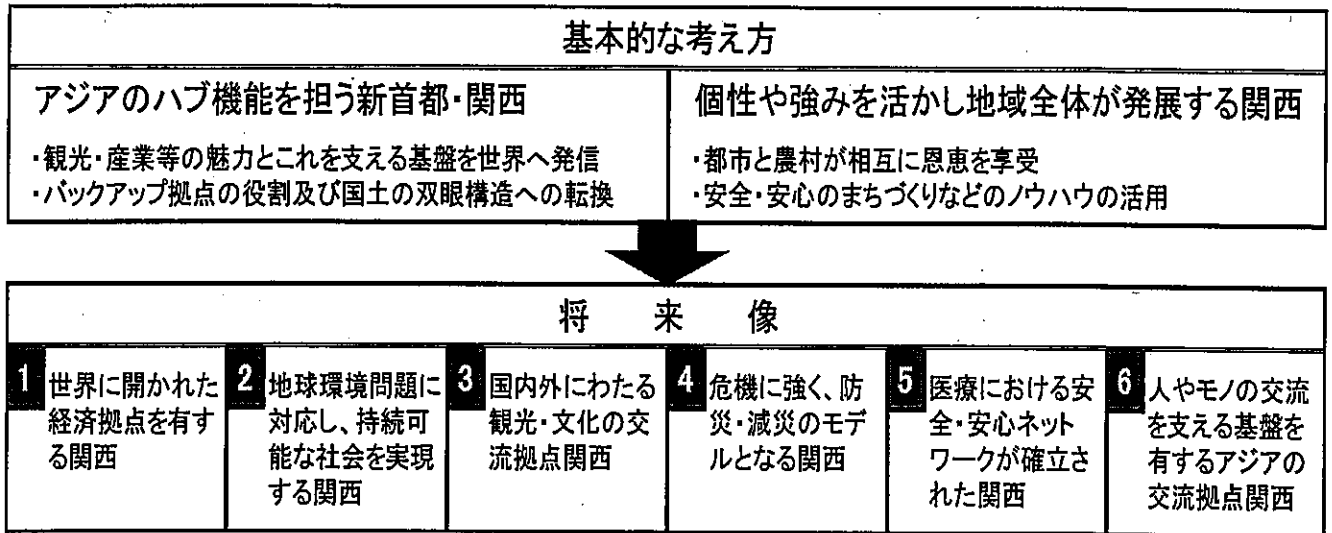 基本的な考え方
アジアのハブ機能を担う新首都・関西
・観光・産業等の魅力とこれを支える基盤を世界へ発信
・バックアップ拠点の役割及び国土の双眼構造への転換
個性や強みを活かし地域全体が発展する関西
・都市と農村が相互に恩恵を享受
・安全・安心のまちづくりなどのノウハウの活用
将来像
1 世界に開かれた
経済拠点を有す
る関西
2 地球環境問題に
対応し、持続可
能な社会を実現
する関西
3 国内外にわたる
観光・文化の交
流拠点関西
4 危機に強く、防
災・減災のモデ
ルとなる関西
5 医療における安
全・安心ネット
ワークが確立さ
れた関西
6 人やモノの交流
を支える基盤を
有するアジアの
交流拠点関西